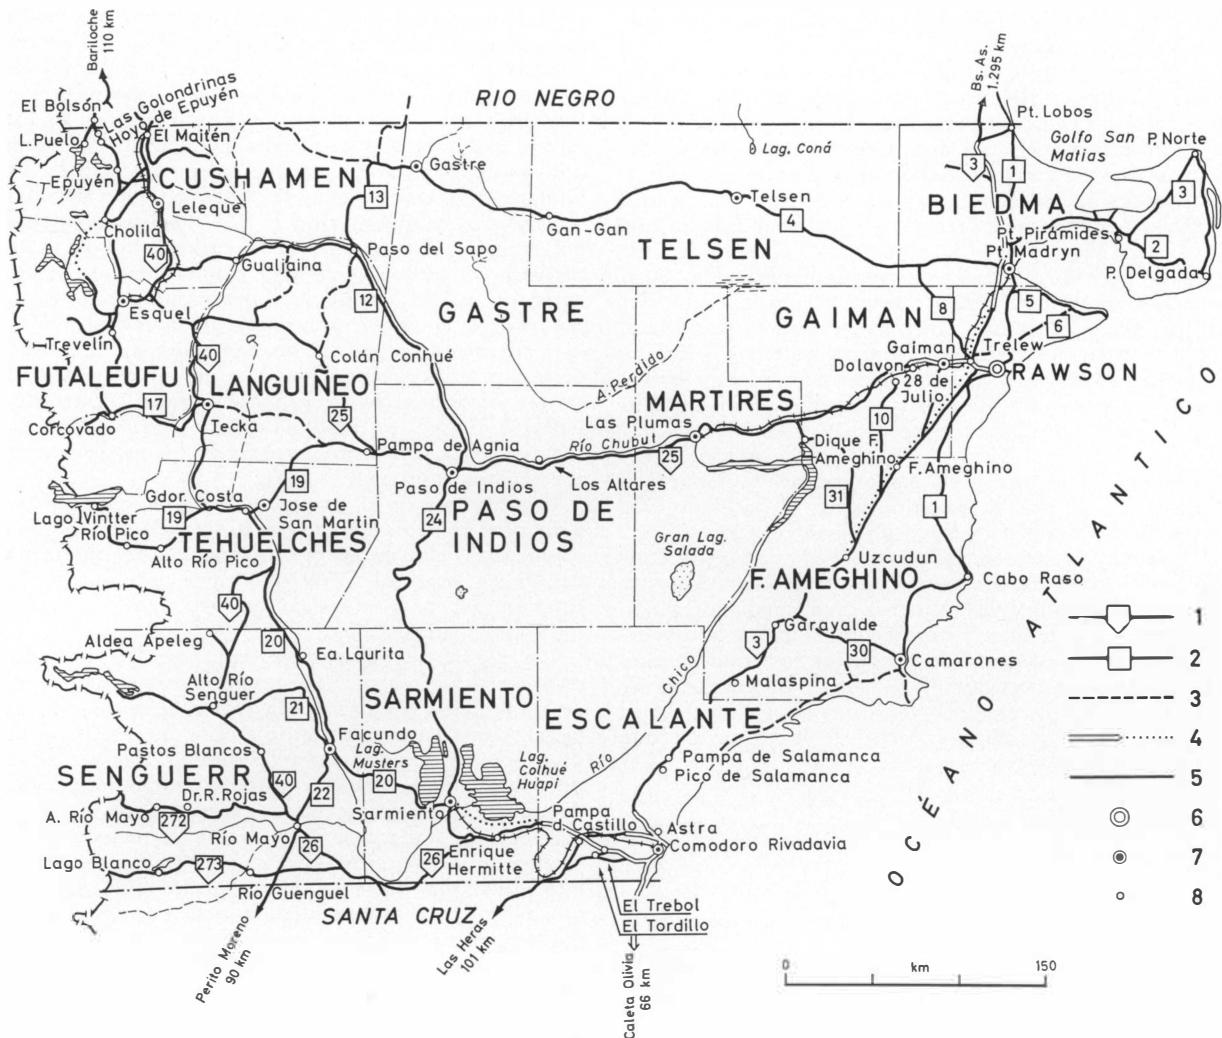 Bariloche
110 km
El Bolsón
Las Golondrinas
Hoyo de Epuyén
L. Puelo
El Maitén
Epuyén
CUSHAMEN
Leleque
Cholila
40
Gualjaina
Esquel
Trevelín
FUTALEUFU
40
LANGUIÑEO
17
Corcovado
Tecka
Colán Conhué
25
Pampa de Agnia
RIO NEGRO
Gastre
13
Paso del Sapo
12
GASTRE
Gan-Gan
Lag. Coná
Telsen
4
TELSEN
A. Perdido
Bs. As.
1.295 km
Pt. Lobos
Golfo San
Matias
P. Norte
3
1
3
BIEDMA
Pt. Pirámides
2
Pt. Madryn
P. Delgada
5
6
8
GAIMAN
Gaiman
Trelew
Dolavon
28 de
Julio
RAWSON
MARTIRES
Las Plumas
10
Río Chubut
25
Dique F.
Ameghino
F. Ameghino
Los Altares
Paso de Indios
24
PASO DE
INDIOS
31
1
Gdor. Costa
19
Jose de
San Martin
Lago Vintter
19
Río Pico
TEHUELCHES
Alto Río Pico
Gran Lag.
Salada
Uzcudun
F. AMEGHINO
Cabo Raso
40
20
Aldea Apeleg
Ea. Laurita
Garayalde
3
30
Camarones
Malaspina
Alto Río
Senguer
21
SARMIENTO
ESCALANTE
Río Chico
Facundo
Lag.
Musters
Pastos Blancos
SENGUERR
40
22
20
Lag.
Colhué
Huapi
Pampa de Salamanca
Pico de Salamanca
Dr. R. Rojas
A. Río Mayo
272
Sarmiento
Pampa
d. Castillo
Astra
Río Mayo
26
Comodoro Rivadavia
Lago Blanco
273
26
Enrique
Hermitte
Río Guenguel
SANTA CRUZ
El Trebol
El Tordillo
Perito Moreno
90 km
Las Heras
101 km
Caleta Olivia
66 km
OCÉANO ATLANTICO
1
2
3
4
5
6
7
8
0 km 150